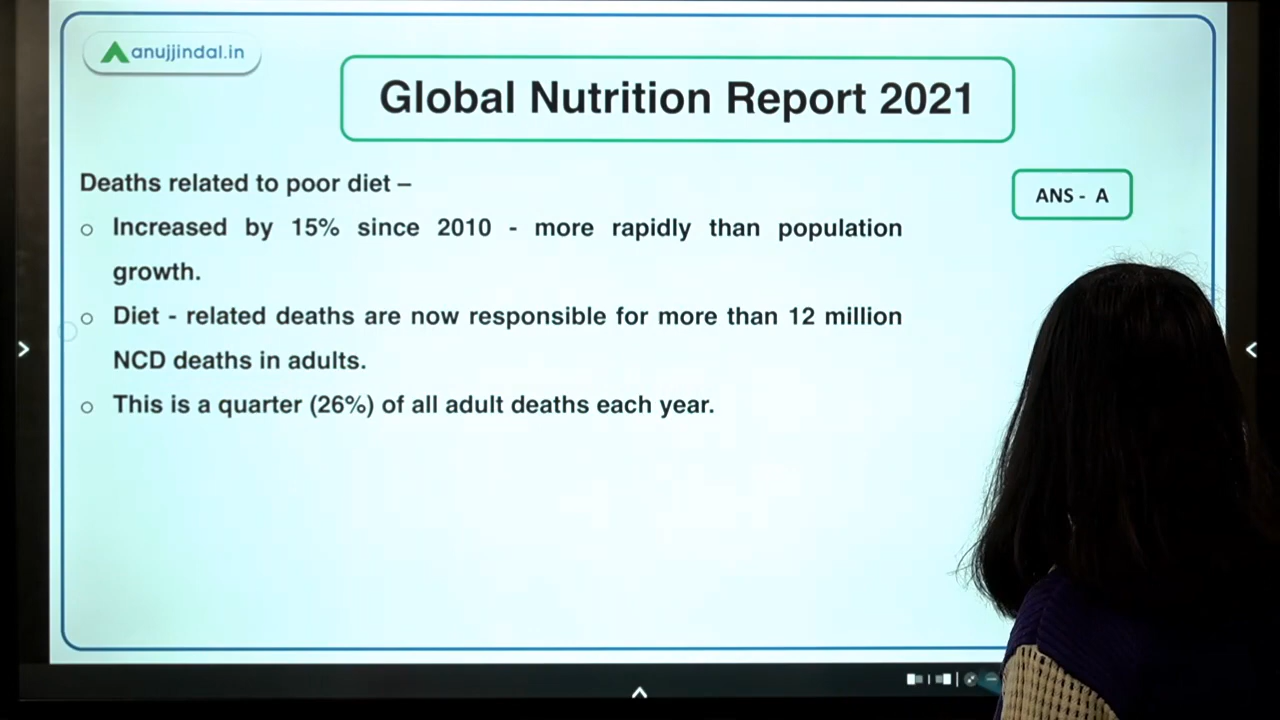 anujjindal.in
Global Nutrition Report 2021
Deaths related to poor diet –
ANS - A
o Increased by 15% since 2010 - more rapidly than population
growth.
o Diet - related deaths are now responsible for more than 12 million
NCD deaths in adults.
o This is a quarter (26%) of all adult deaths each year.